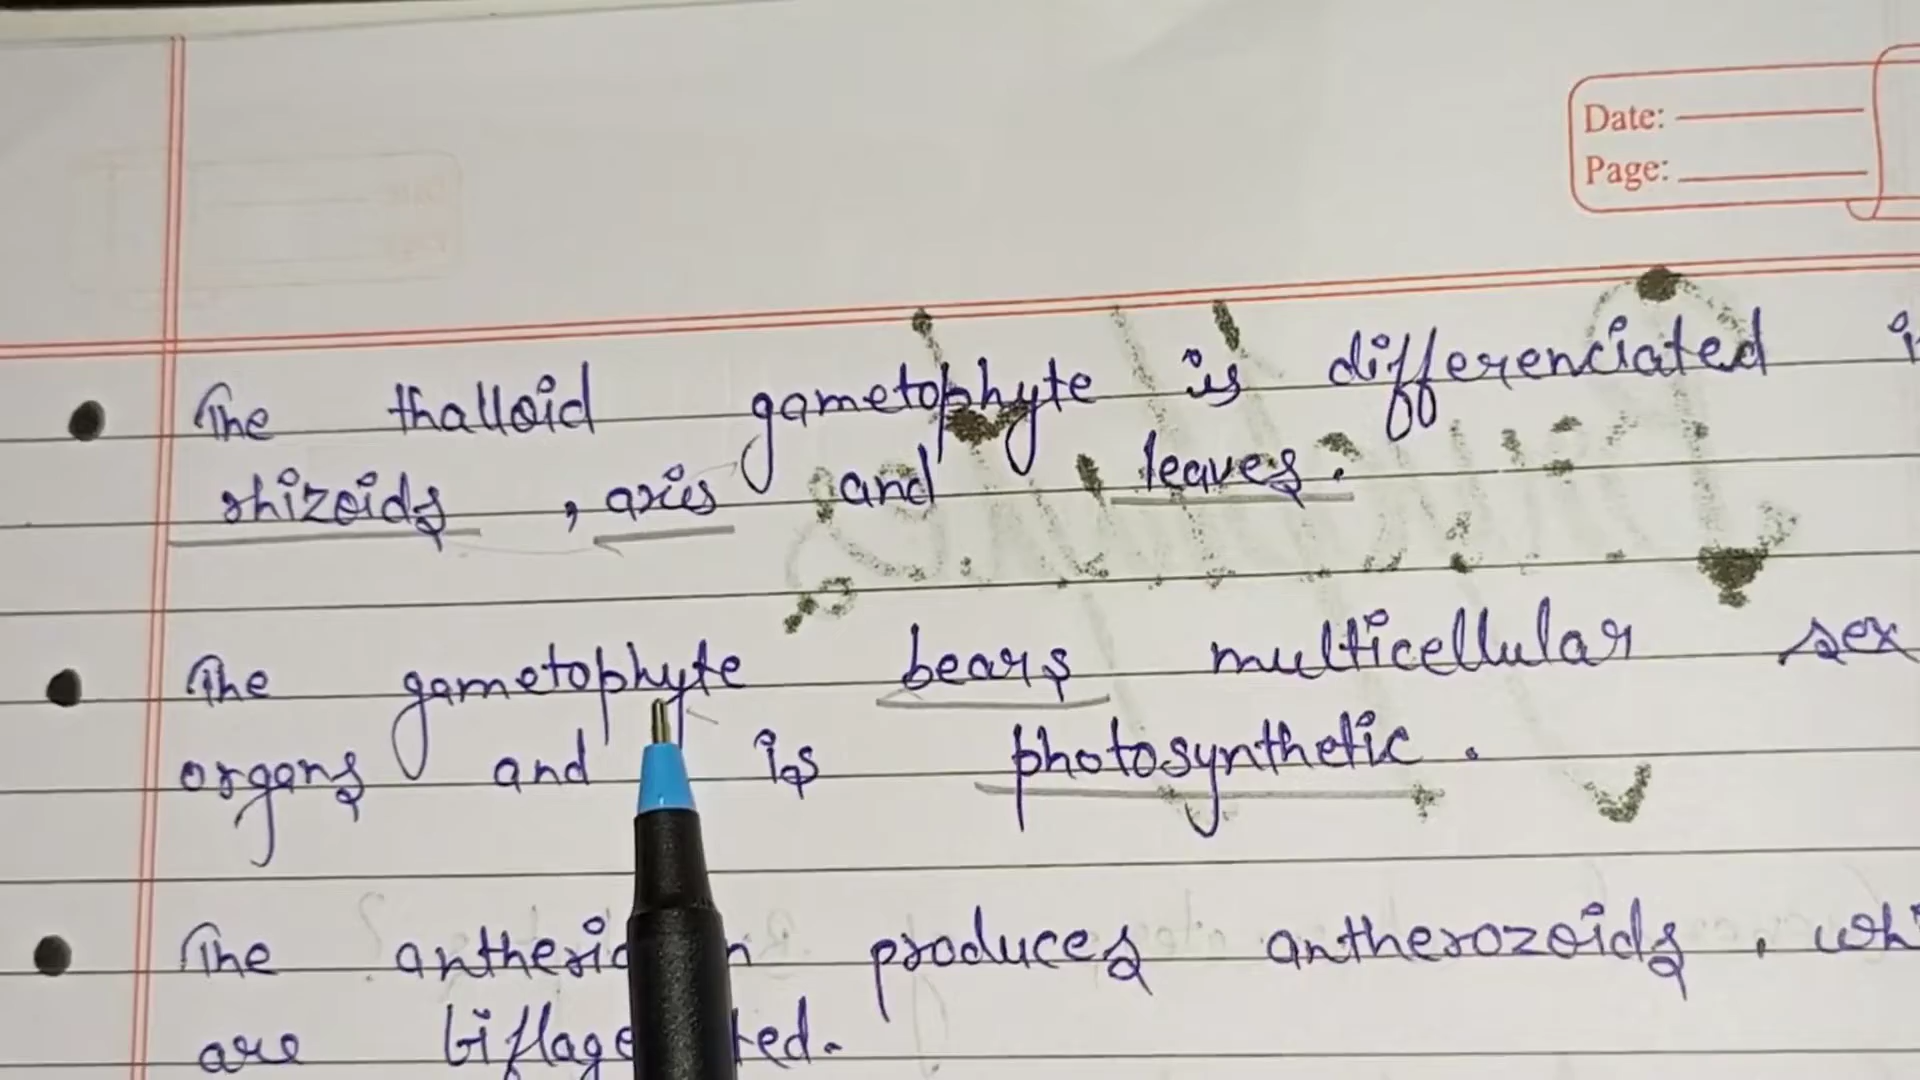 Date:
Page:
The thalloid gametophyte is differenciated
rhizoids , axis and leaves.
The gametophyte bears multicellular sex
organs and is photosynthetic.
The produces antherozoids ,
are